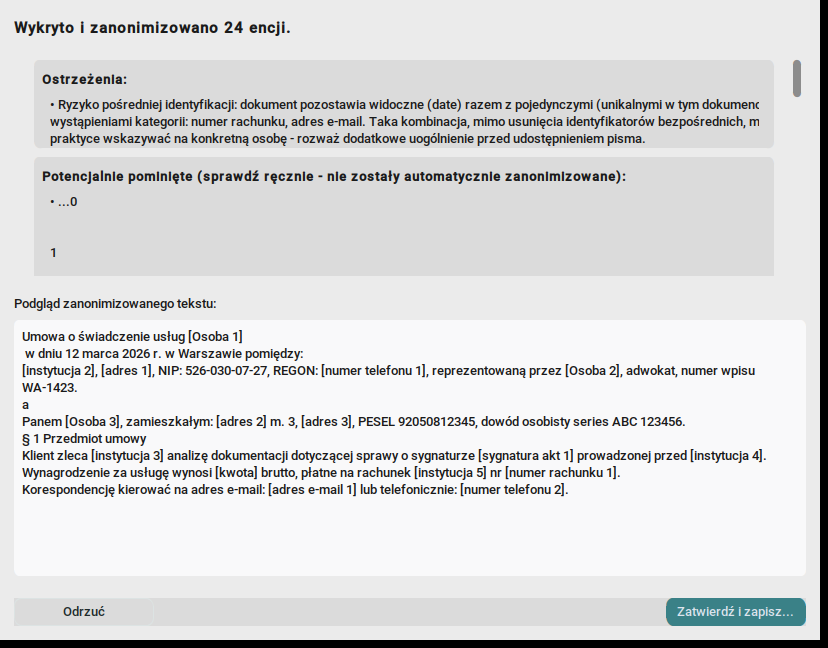 Wykryto i zanonimizowano 24 encji.
Ostrzeżenia:
• Ryzyko pośredniej identyfikacji: dokument pozostawia widoczne (date) razem z pojedynczymi (unikalnymi w tym dokumenc
wystąpieniami kategorii: numer rachunku, adres e-mail. Taka kombinacja, mimo usunięcia identyfikatorów bezpośrednich, m
praktyce wskazywać na konkretną osobę - rozważ dodatkowe uogólnienie przed udostępnieniem pisma.
Potencjalnie pominięte (sprawdź ręcznie - nie zostały automatycznie zanonimizowane):
• ...0
1
Podgląd zanonimizowanego tekstu:
Umowa o świadczenie usług [Osoba 1]
w dniu 12 marca 2026 r. w Warszawie pomiędzy:
[instytucja 2], [adres 1], NIP: 526-030-07-27, REGON: [numer telefonu 1], reprezentowaną przez [Osoba 2], adwokat, numer wpisu
WA-1423.
a
Panem [Osoba 3], zamieszkałym: [adres 2] m. 3, [adres 3], PESEL 92050812345, dowód osobisty series ABC 123456.
§ 1 Przedmiot umowy
Klient zleca [instytucja 3] analizę dokumentacji dotyczącej sprawy o sygnaturze [sygnatura akt 1] prowadzonej przed [instytucja 4].
Wynagrodzenie za usługę wynosi [kwota] brutto, płatne na rachunek [instytucja 5] nr [numer rachunku 1].
Korespondencję kierować na adres e-mail: [adres e-mail 1] lub telefonicznie: [numer telefonu 2].
Odrzuć
Zatwierdź i zapisz...